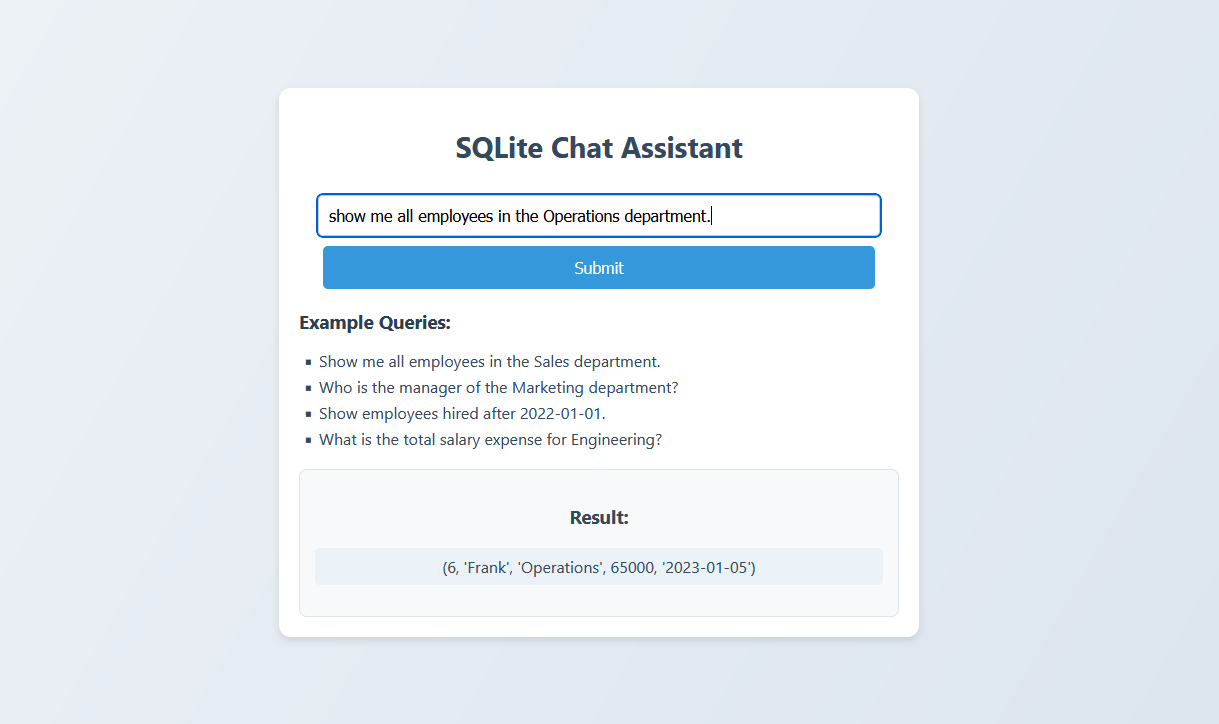 SQLite Chat Assistant
show me all employees in the Operations department.
Submit
Example Queries:
▪ Show me all employees in the Sales department.
▪ Who is the manager of the Marketing department?
▪ Show employees hired after 2022-01-01.
▪ What is the total salary expense for Engineering?
Result:
(6, 'Frank', 'Operations', 65000, '2023-01-05')